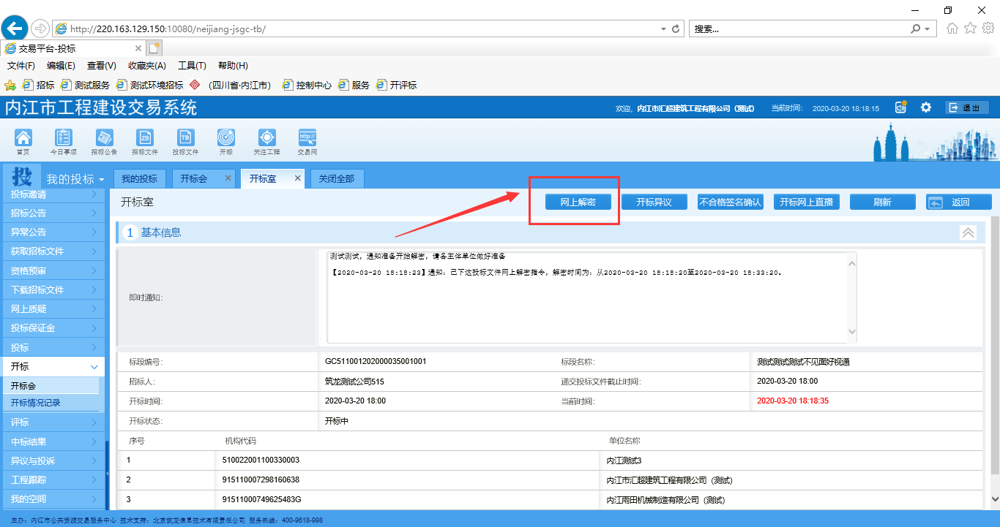 http://220.163.129.150:10080/neijiang-jsgc-tb/
搜索...
交易平台-投标
文件(F) 编辑(E) 查看(V) 收藏夹(A) 工具(T) 帮助(H)
招标 测试服务 测试环境招标 (四川省·内江市) 控制中心 服务 开评标
内江市工程建设交易系统
欢迎, 内江市汇超建筑工程有限公司（测试） 当前时间: 2020-03-20 18:18:15 退 出
ZB TB http://
首页 今日事项 招标公告 招标文件 投标文件 开标 关注工程 交易网
投 我的投标 我的投标 开标会 开标室 关闭全部
投标邀请
招标公告
异常公告
获取招标文件
资格预审
下载招标文件
网上质疑
投标保证金
投标
开标
开标会
开标情况记录
评标
中标结果
异议与投诉
工程跟踪
我的空间
开标室 网上解密 开标异议 不合格签名确认 开标网上直播 刷新 返回
1 基本信息
即时通知:
测试测试，通知准备开始解密，请各主体单位做好准备
【2020-03-20 18:18:23】通知：已下达投标文件网上解密指令，解密时间为：从2020-03-20 18:18:20至2020-03-20 18:33:20。
标段编号: GC511001202000035001001 标段名称: 测试测试测试不见面好视通
招标人: 筑龙测试公司515 递交投标文件截止时间: 2020-03-20 18:00
开标时间: 2020-03-20 18:00 当前时间: 2020-03-20 18:18:35
开标状态: 开标中
序号 机构代码 单位名称
1 510022001100330003 内江测试3
2 915110007298160638 内江市汇超建筑工程有限公司（测试）
3 91511000749625483G 内江雨田机械制造有限公司（测试）
主办：内江市公共资源交易服务中心 技术支持：北京筑龙信息技术有限责任公司 服务热线：400-9618-998